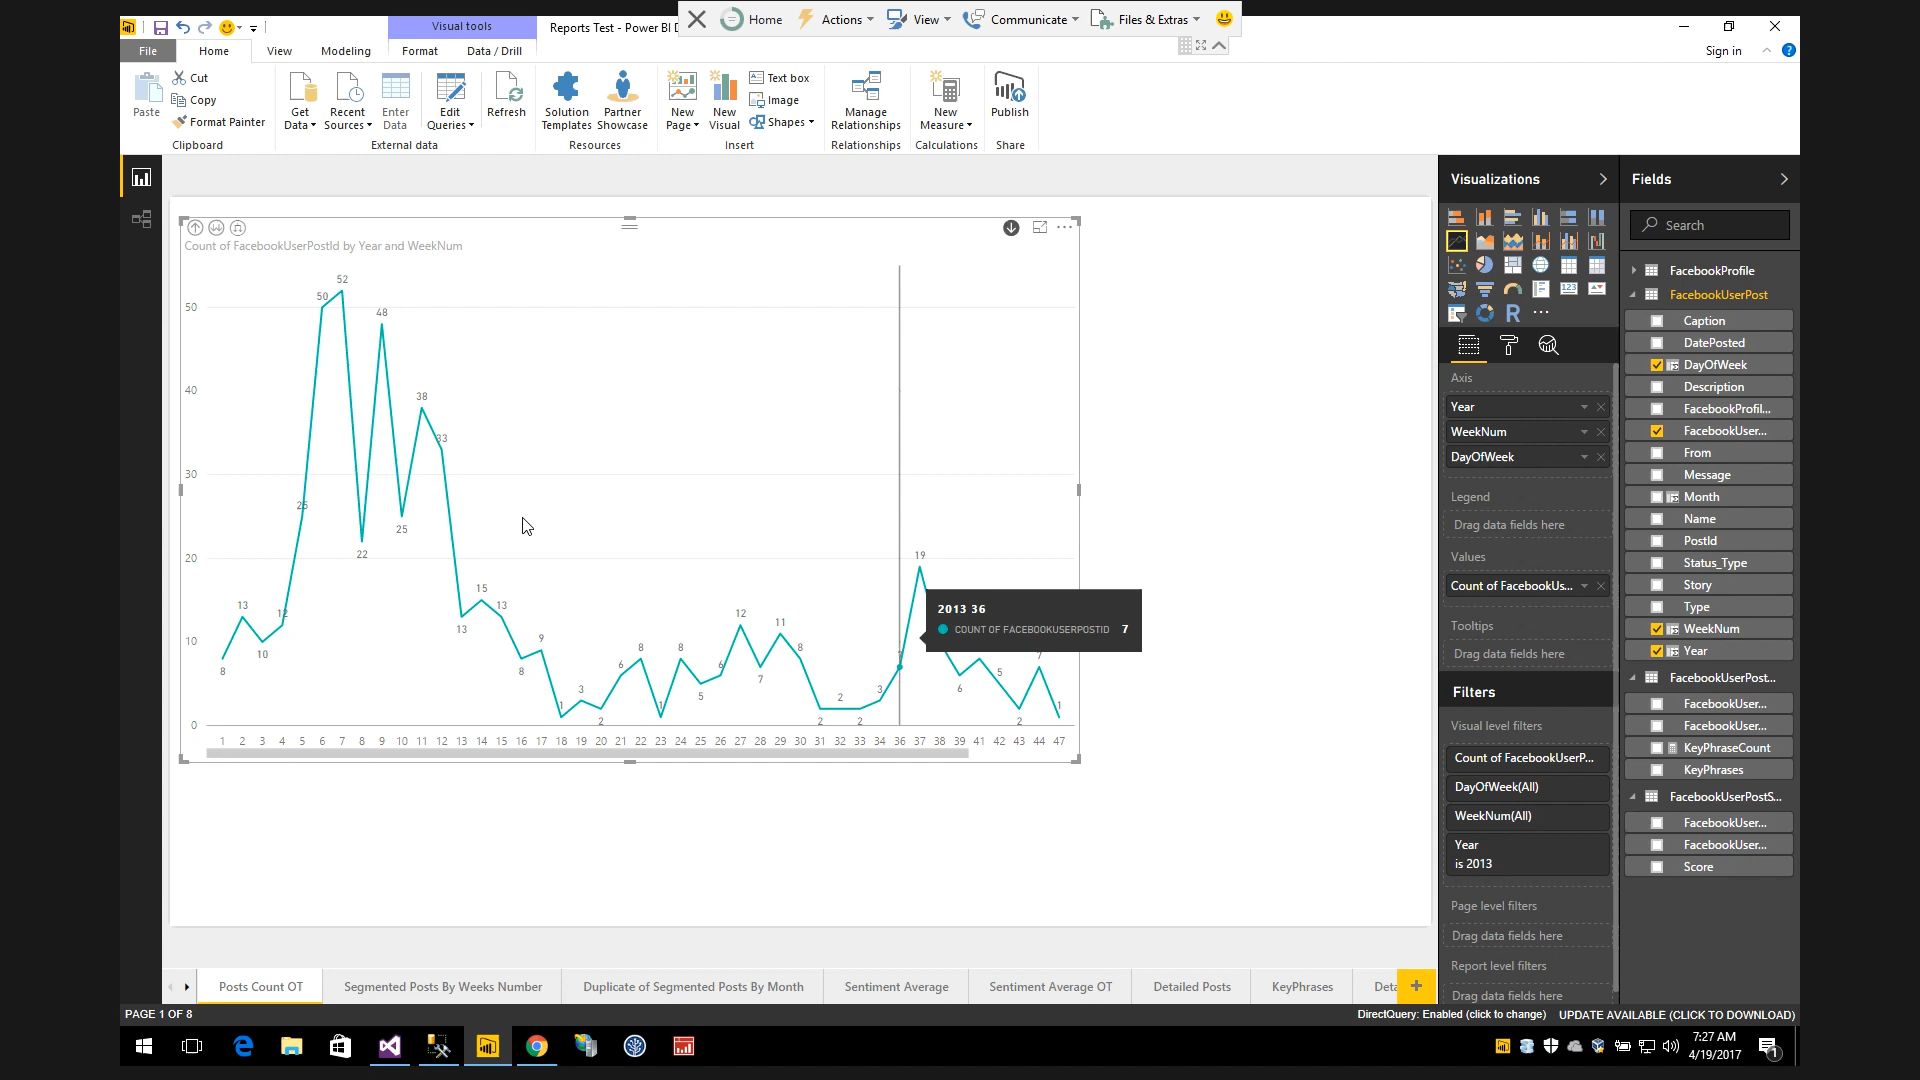 Visual tools
Reports Test - Power BI D
Home
Actions
View
Communicate
Files & Extras
File
Home
View
Modeling
Format
Data / Drill
Sign in
Paste
Cut
Copy
Format Painter
Clipboard
Get Data
Recent Sources
Enter Data
Edit Queries
Refresh
External data
Solution Templates
Partner Showcase
Resources
New Page
New Visual
Text box
Image
Shapes
Insert
Manage Relationships
Relationships
New Measure
Calculations
Publish
Share
Count of FacebookUserPostId by Year and WeekNum
50
40
30
20
10
0
8
13
10
12
25
50
52
22
48
25
38
33
13
15
13
8
9
1
3
2
6
8
1
8
5
6
12
7
11
8
2
2
2
3
7
19
6
5
2
7
1
2013 36
COUNT OF FACEBOOKUSERPOSTID 7
1 2 3 4 5 6 7 8 9 10 11 12 13 14 15 16 17 18 19 20 21 22 23 24 25 26 27 28 29 30 31 32 33 34 36 37 38 39 41 42 43 44 47
Visualizations
123
R
Axis
Year
WeekNum
DayOfWeek
Legend
Drag data fields here
Values
Count of FacebookUs...
Tooltips
Drag data fields here
Filters
Visual level filters
Count of FacebookUserP...
DayOfWeek(All)
WeekNum(All)
Year
is 2013
Page level filters
Drag data fields here
Report level filters
Drag data fields here
Fields
Search
FacebookProfile
FacebookUserPost
Caption
DatePosted
DayOfWeek
Description
FacebookProfil...
FacebookUser...
From
Message
Month
Name
PostId
Status_Type
Story
Type
WeekNum
Year
FacebookUserPost...
FacebookUser...
FacebookUser...
KeyPhraseCount
KeyPhrases
FacebookUserPostS...
FacebookUser...
FacebookUser...
Score
Posts Count OT
Segmented Posts By Weeks Number
Duplicate of Segmented Posts By Month
Sentiment Average
Sentiment Average OT
Detailed Posts
KeyPhrases
Deta
PAGE 1 OF 8
DirectQuery: Enabled (click to change)
UPDATE AVAILABLE (CLICK TO DOWNLOAD)
7:27 AM
4/19/2017
1